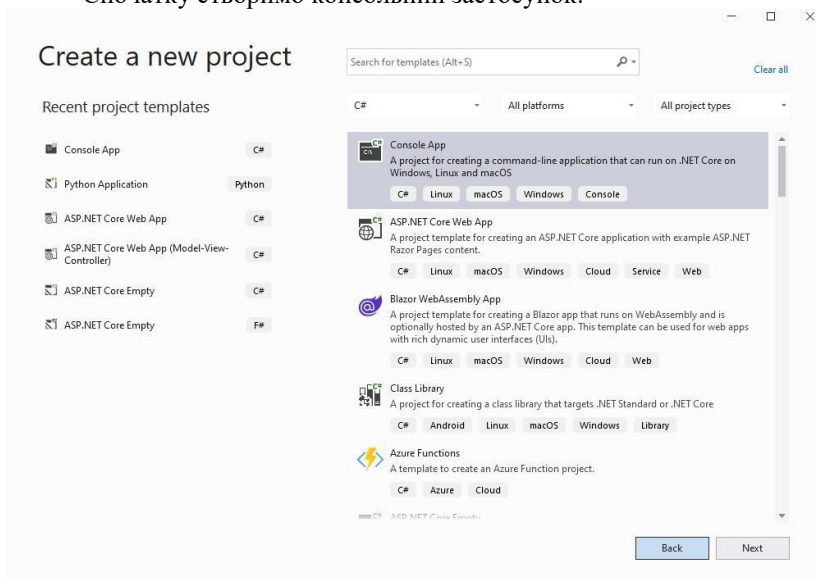 Спочатку створимо консольний застосунок.
Create a new project
Search for templates (Alt+S)
Clear all
Recent project templates
C#
All platforms
All project types
Console App
C#
Python Application
Python
ASP.NET Core Web App
C#
ASP.NET Core Web App (Model-View-
Controller)
C#
ASP.NET Core Empty
C#
ASP.NET Core Empty
F#
Console App
A project for creating a command-line application that can run on .NET Core on
Windows, Linux and macOS
C# Linux macOS Windows Console
ASP.NET Core Web App
A project template for creating an ASP.NET Core application with example ASP.NET
Razor Pages content.
C# Linux macOS Windows Cloud Service Web
Blazor WebAssembly App
A project template for creating a Blazor app that runs on WebAssembly and is
optionally hosted by an ASP.NET Core app. This template can be used for web apps
with rich dynamic user interfaces (UIs).
C# Linux macOS Windows Cloud Web
Class Library
A project for creating a class library that targets .NET Standard or .NET Core
C# Android Linux macOS Windows Library
Azure Functions
A template to create an Azure Function project.
C# Azure Cloud
ASP.NET Core Empty
Back
Next